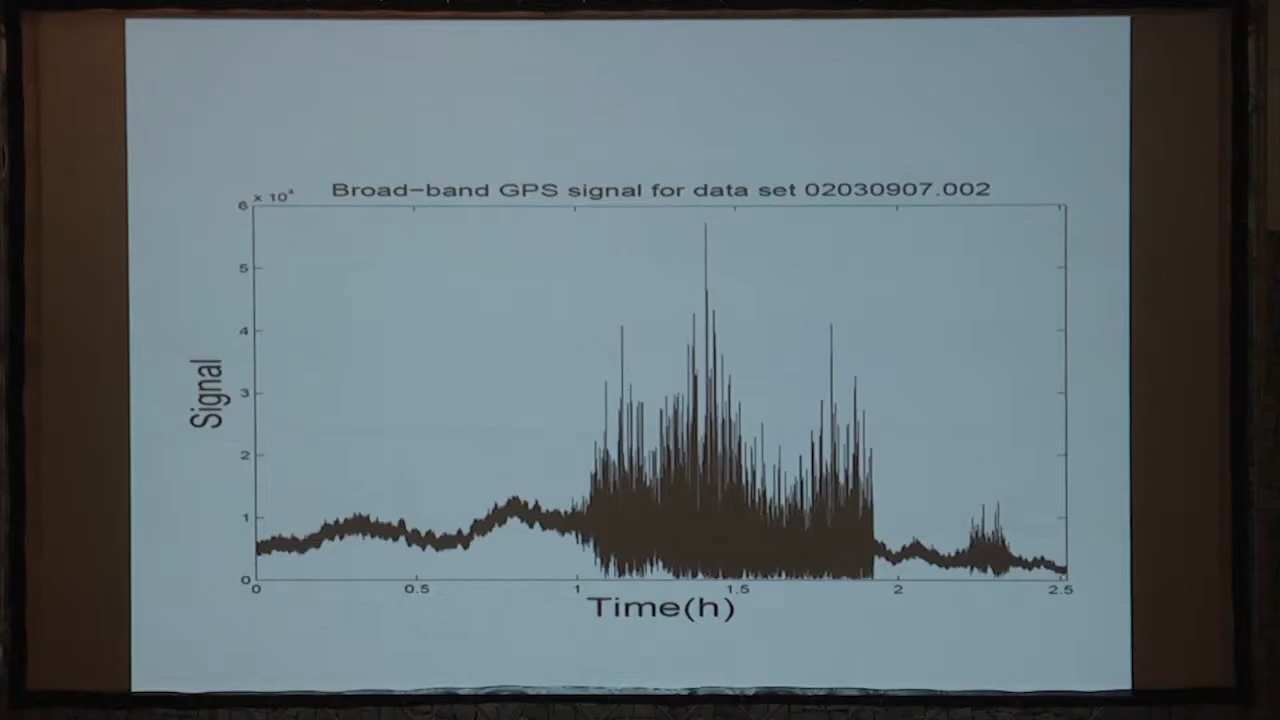 Broad-band GPS signal for data set 02030907.002
6 x 10⁴
5
4
3
2
1
0
Signal
0 0.5 1 1.5 2 2.5
Time(h)